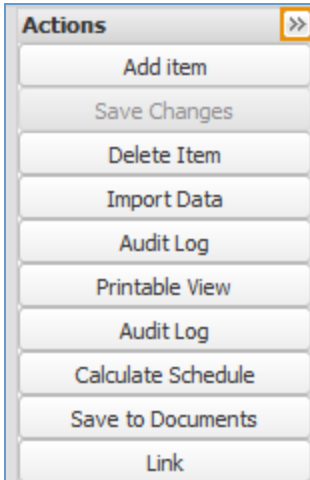 Actions >>
Add item
Save Changes
Delete Item
Import Data
Audit Log
Printable View
Audit Log
Calculate Schedule
Save to Documents
Link